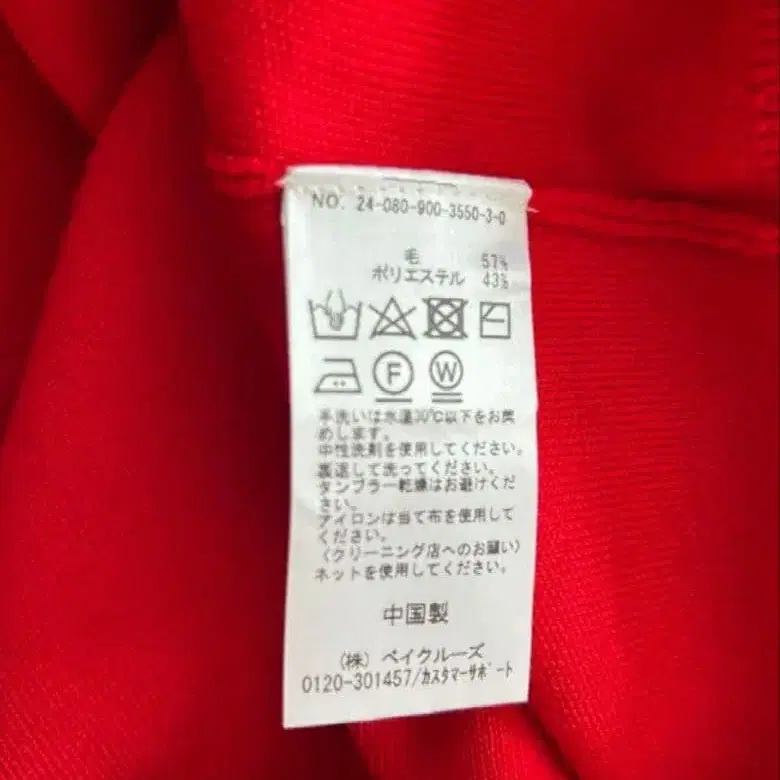 NO. 24-080-900-3550-3-0
毛 57%
ポリエステル 43%
F W
手洗いは水温30℃以下をお奨
めします。
中性洗剤を使用してください。
裏返して洗ってください。
タンブラー乾燥はお避けくだ
さい。
アイロンは当て布を使用して
ください。
〈クリーニング店へのお願い〉
ネットを使用してください。
中国製
(株) ベイクルーズ
0120-301457/カスタマーサポート